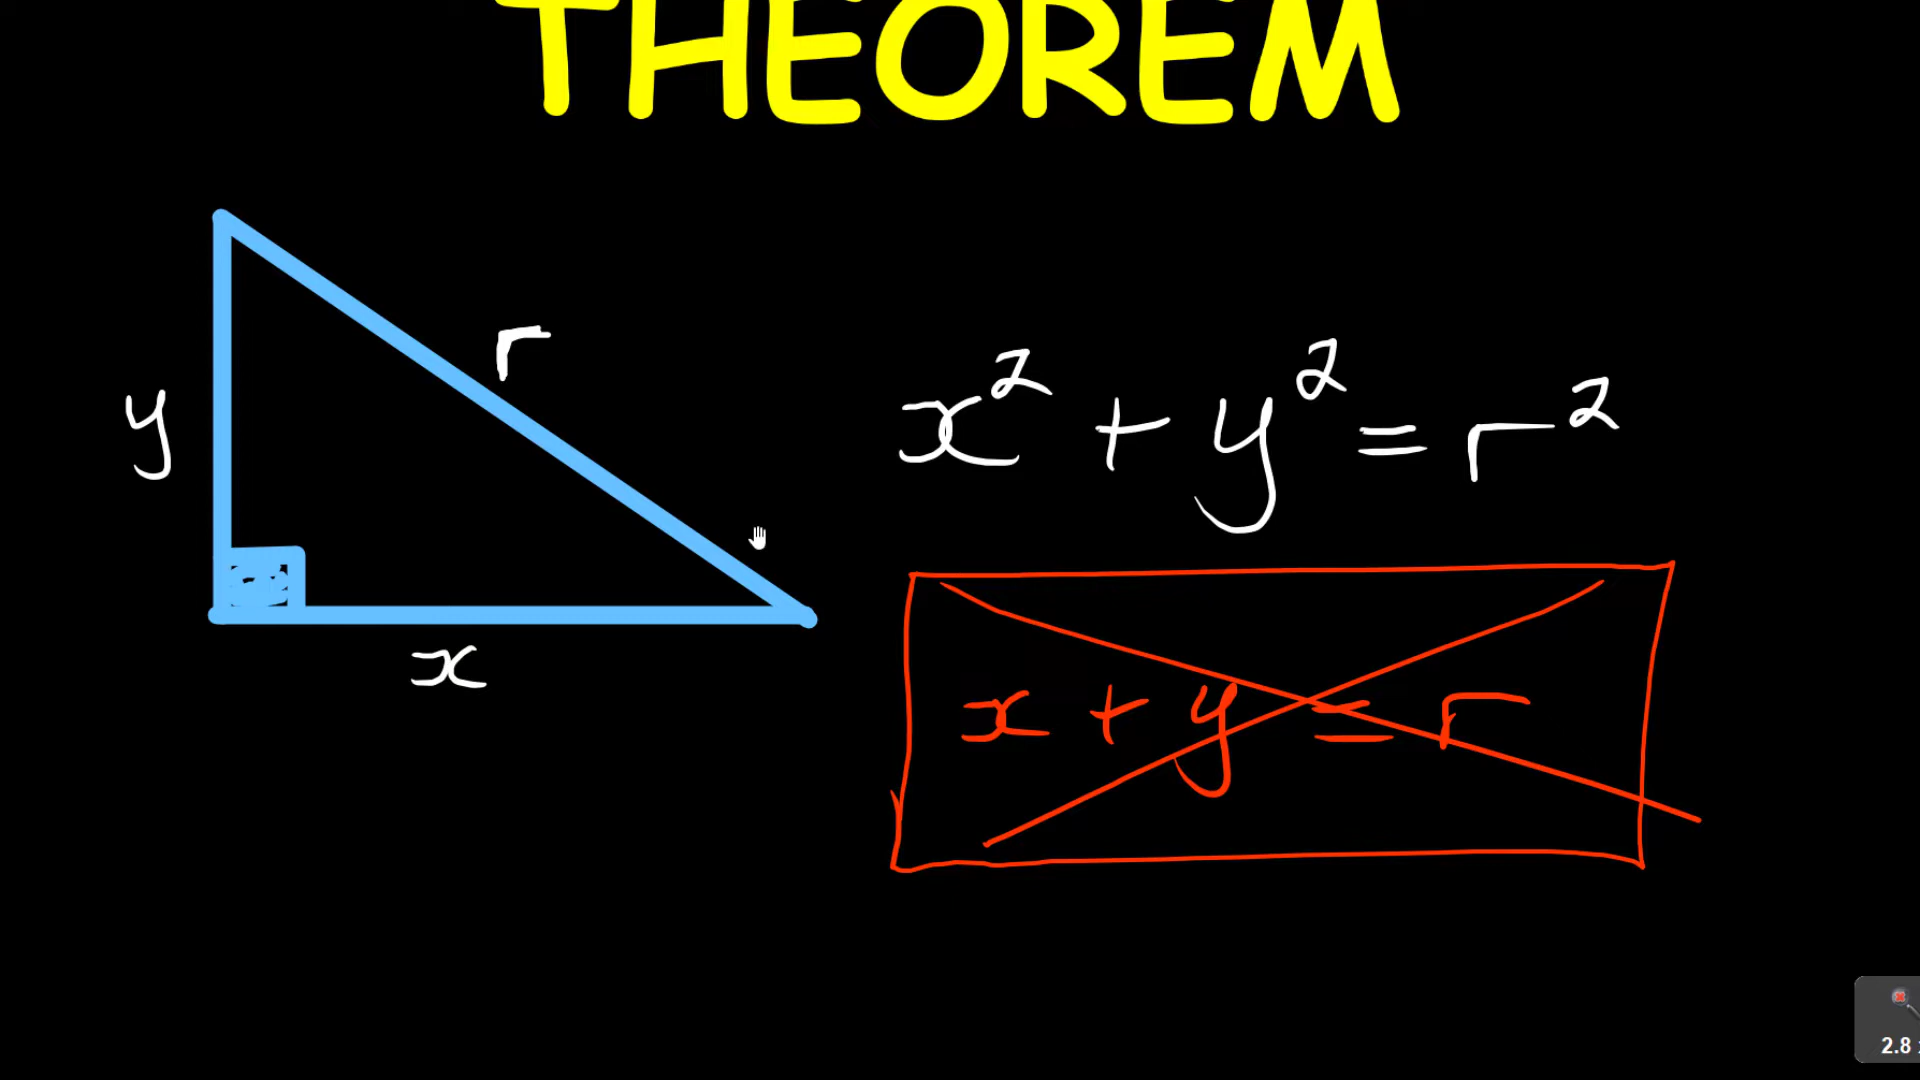 THEOREM
r
y
x² + y² = r²
x
x + y = r
2.8